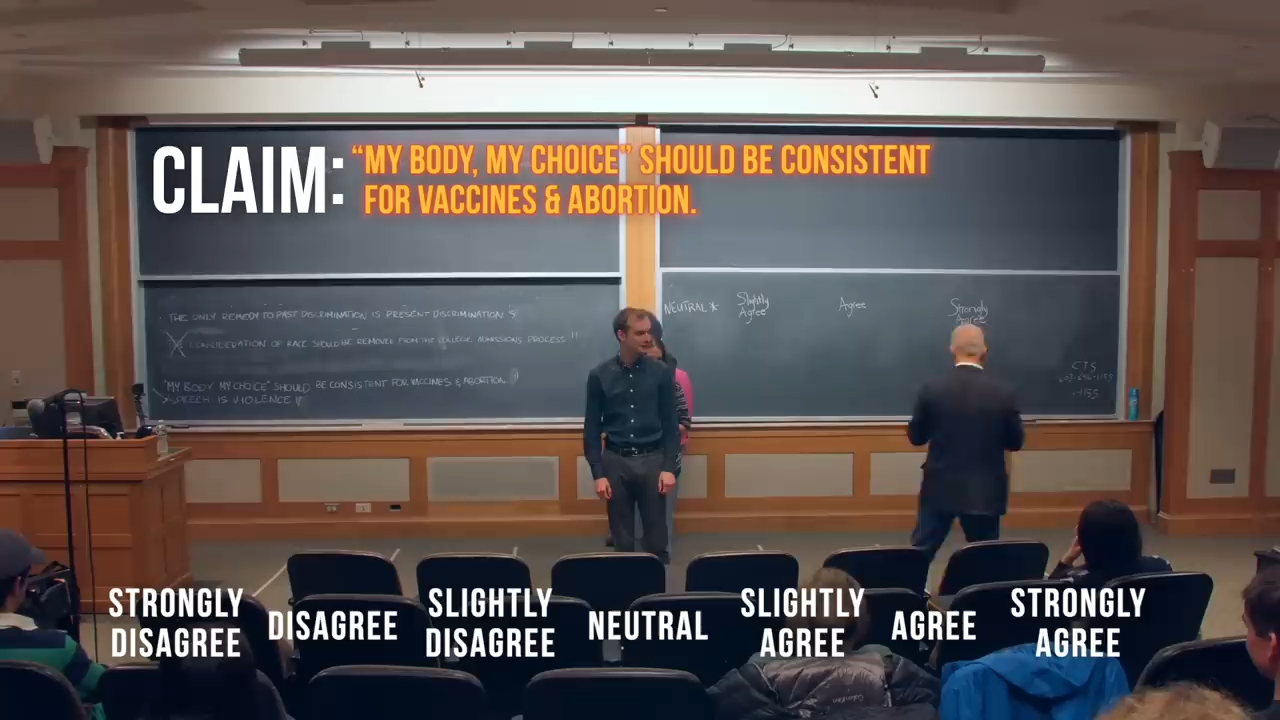 CLAIM: “MY BODY, MY CHOICE” SHOULD BE CONSISTENT
FOR VACCINES & ABORTION.
THE ONLY REMEDY TO PAST DISCRIMINATION IS PRESENT DISCRIMINATION
CONSIDERATION OF RACE SHOULD BE REMOVED FROM THE COLLEGE ADMISSIONS PROCESS
"MY BODY MY CHOICE" SHOULD BE CONSISTENT FOR VACCINES & ABORTION
SPEECH IS VIOLENCE
NEUTRAL
Slightly
Agree
Agree
Strongly
Agree
CTS
STRONGLY
DISAGREE
DISAGREE
SLIGHTLY
DISAGREE
NEUTRAL
SLIGHTLY
AGREE
AGREE
STRONGLY
AGREE